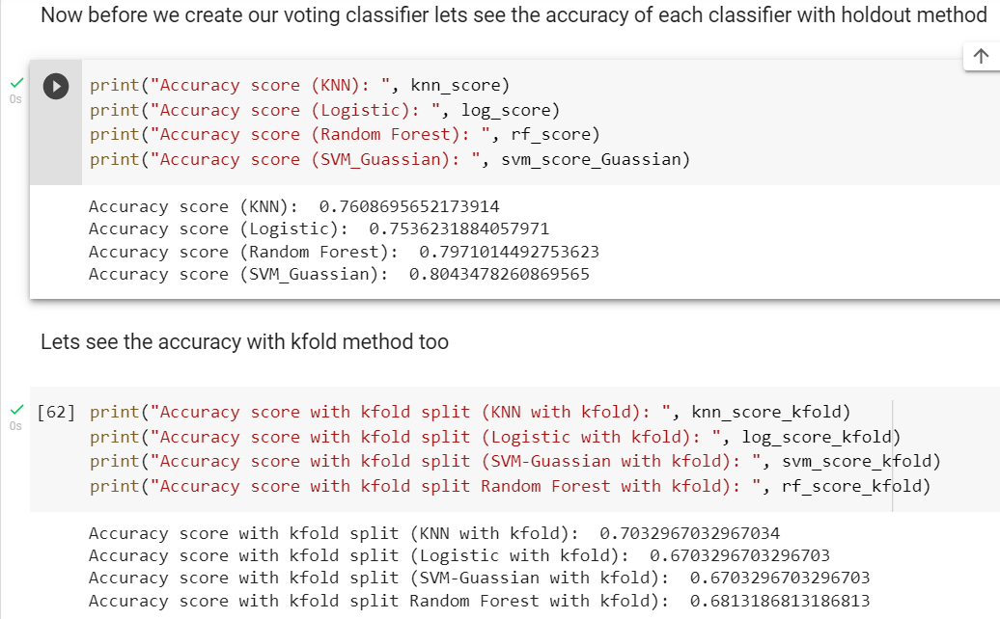 Now before we create our voting classifier lets see the accuracy of each classifier with holdout method
0s
print("Accuracy score (KNN): ", knn_score)
print("Accuracy score (Logistic): ", log_score)
print("Accuracy score (Random Forest): ", rf_score)
print("Accuracy score (SVM_Guassian): ", svm_score_Guassian)
Accuracy score (KNN):  0.7608695652173914
Accuracy score (Logistic):  0.7536231884057971
Accuracy score (Random Forest):  0.7971014492753623
Accuracy score (SVM_Guassian):  0.8043478260869565
Lets see the accuracy with kfold method too
0s
[62] print("Accuracy score with kfold split (KNN with kfold): ", knn_score_kfold)
print("Accuracy score with kfold split (Logistic with kfold): ", log_score_kfold)
print("Accuracy score with kfold split (SVM-Guassian with kfold): ", svm_score_kfold)
print("Accuracy score with kfold split Random Forest with kfold): ", rf_score_kfold)
Accuracy score with kfold split (KNN with kfold):  0.7032967032967034
Accuracy score with kfold split (Logistic with kfold):  0.6703296703296703
Accuracy score with kfold split (SVM-Guassian with kfold):  0.6703296703296703
Accuracy score with kfold split Random Forest with kfold):  0.6813186813186813